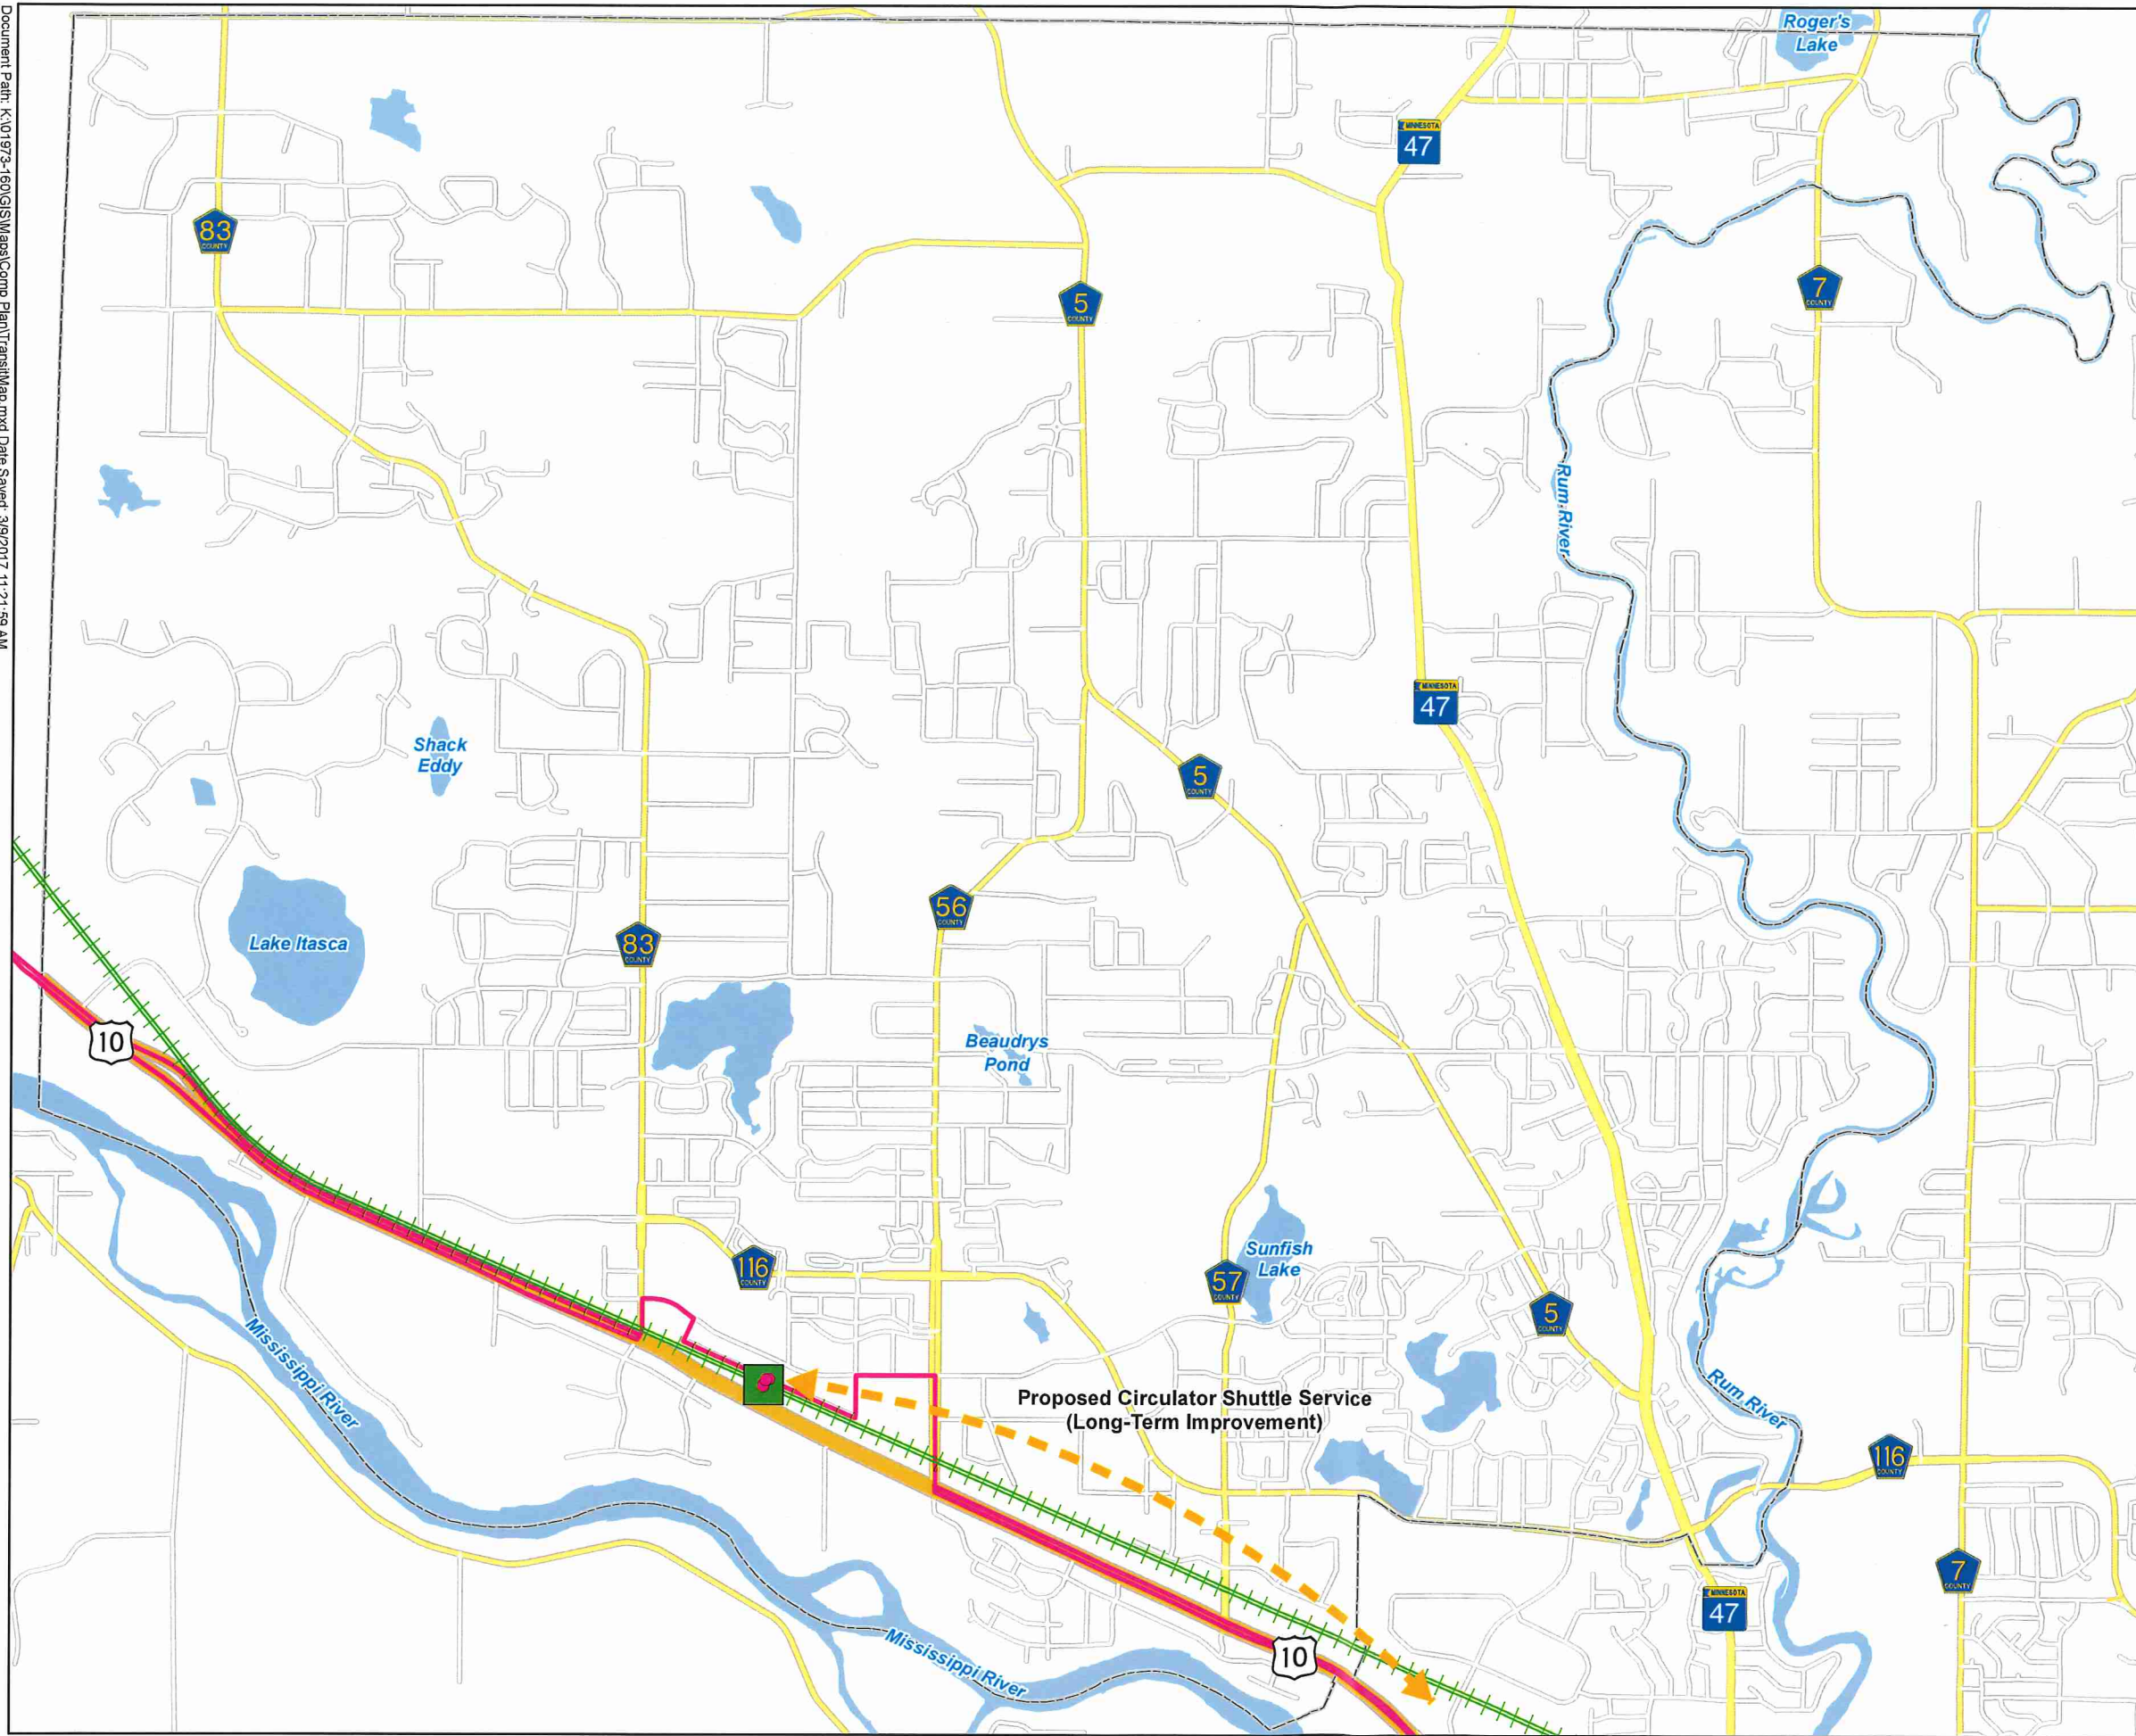 Document Path: K:\01973-160\GIS\Maps\Comp Plan\TransitMap.mxd Date Saved: 3/9/2017 11:21:59 AM
Roger's
Lake
MINNESOTA
47
83
COUNTY
5
COUNTY
7
COUNTY
Rum River
MINNESOTA
47
Shack
Eddy
5
COUNTY
56
COUNTY
83
COUNTY
Lake Itasca
10
Beaudrys
Pond
116
COUNTY
Sunfish
Lake
57
COUNTY
5
COUNTY
Mississippi River
Proposed Circulator Shuttle Service
(Long-Term Improvement)
Rum River
116
COUNTY
7
COUNTY
MINNESOTA
47
10
Mississippi River